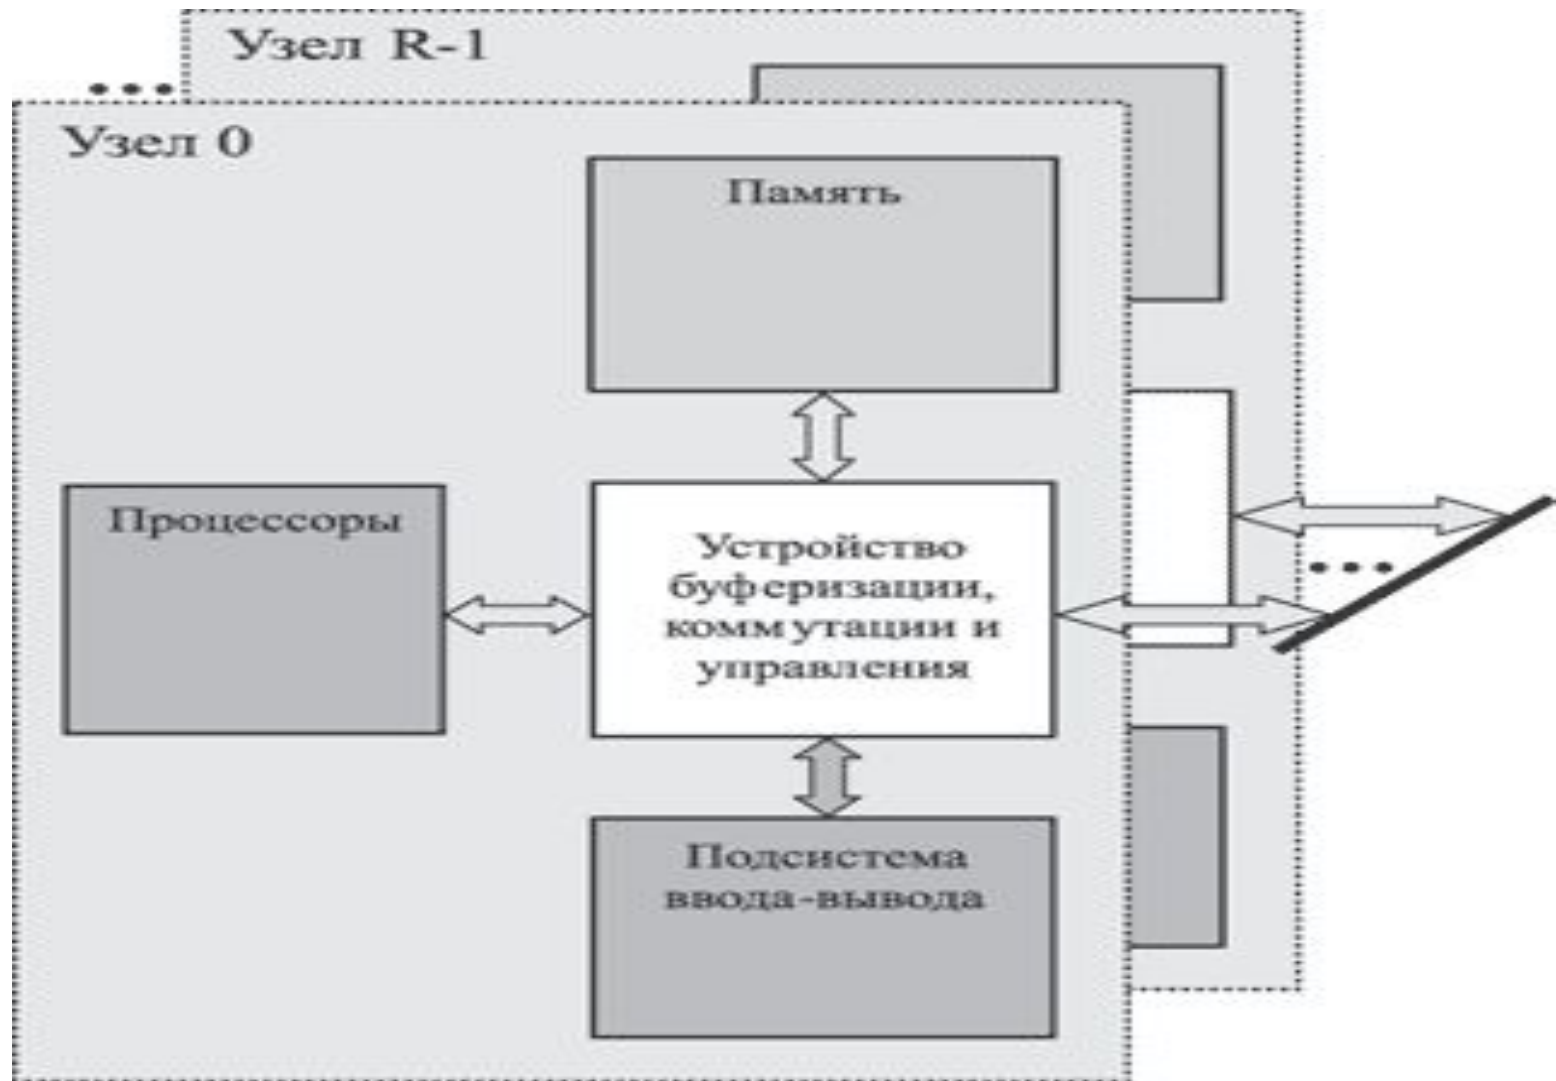 Узел R-1
Узел 0
Память
Процессоры
Устройство
буферизации,
коммутации и
управления
Подсистема
ввода-вывода